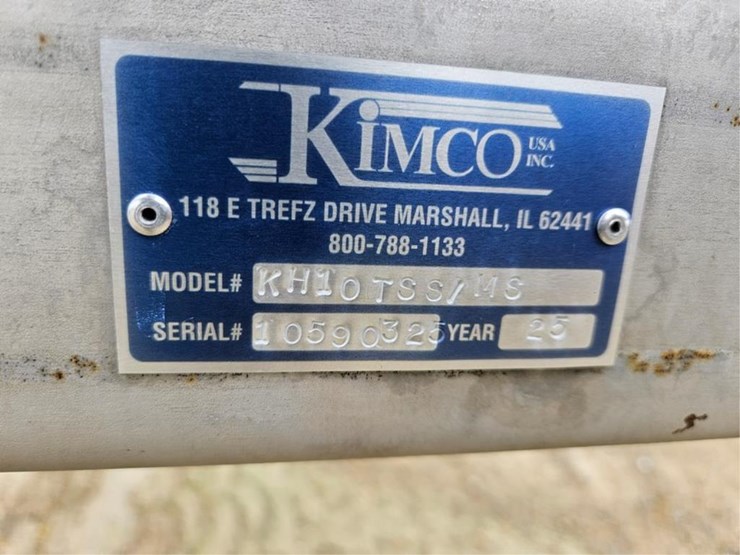 KIMCO USA INC.
118 E TREFZ DRIVE MARSHALL, IL 62441
800-788-1133
MODEL# KH10TSS/MS
SERIAL# 10590325 YEAR 25